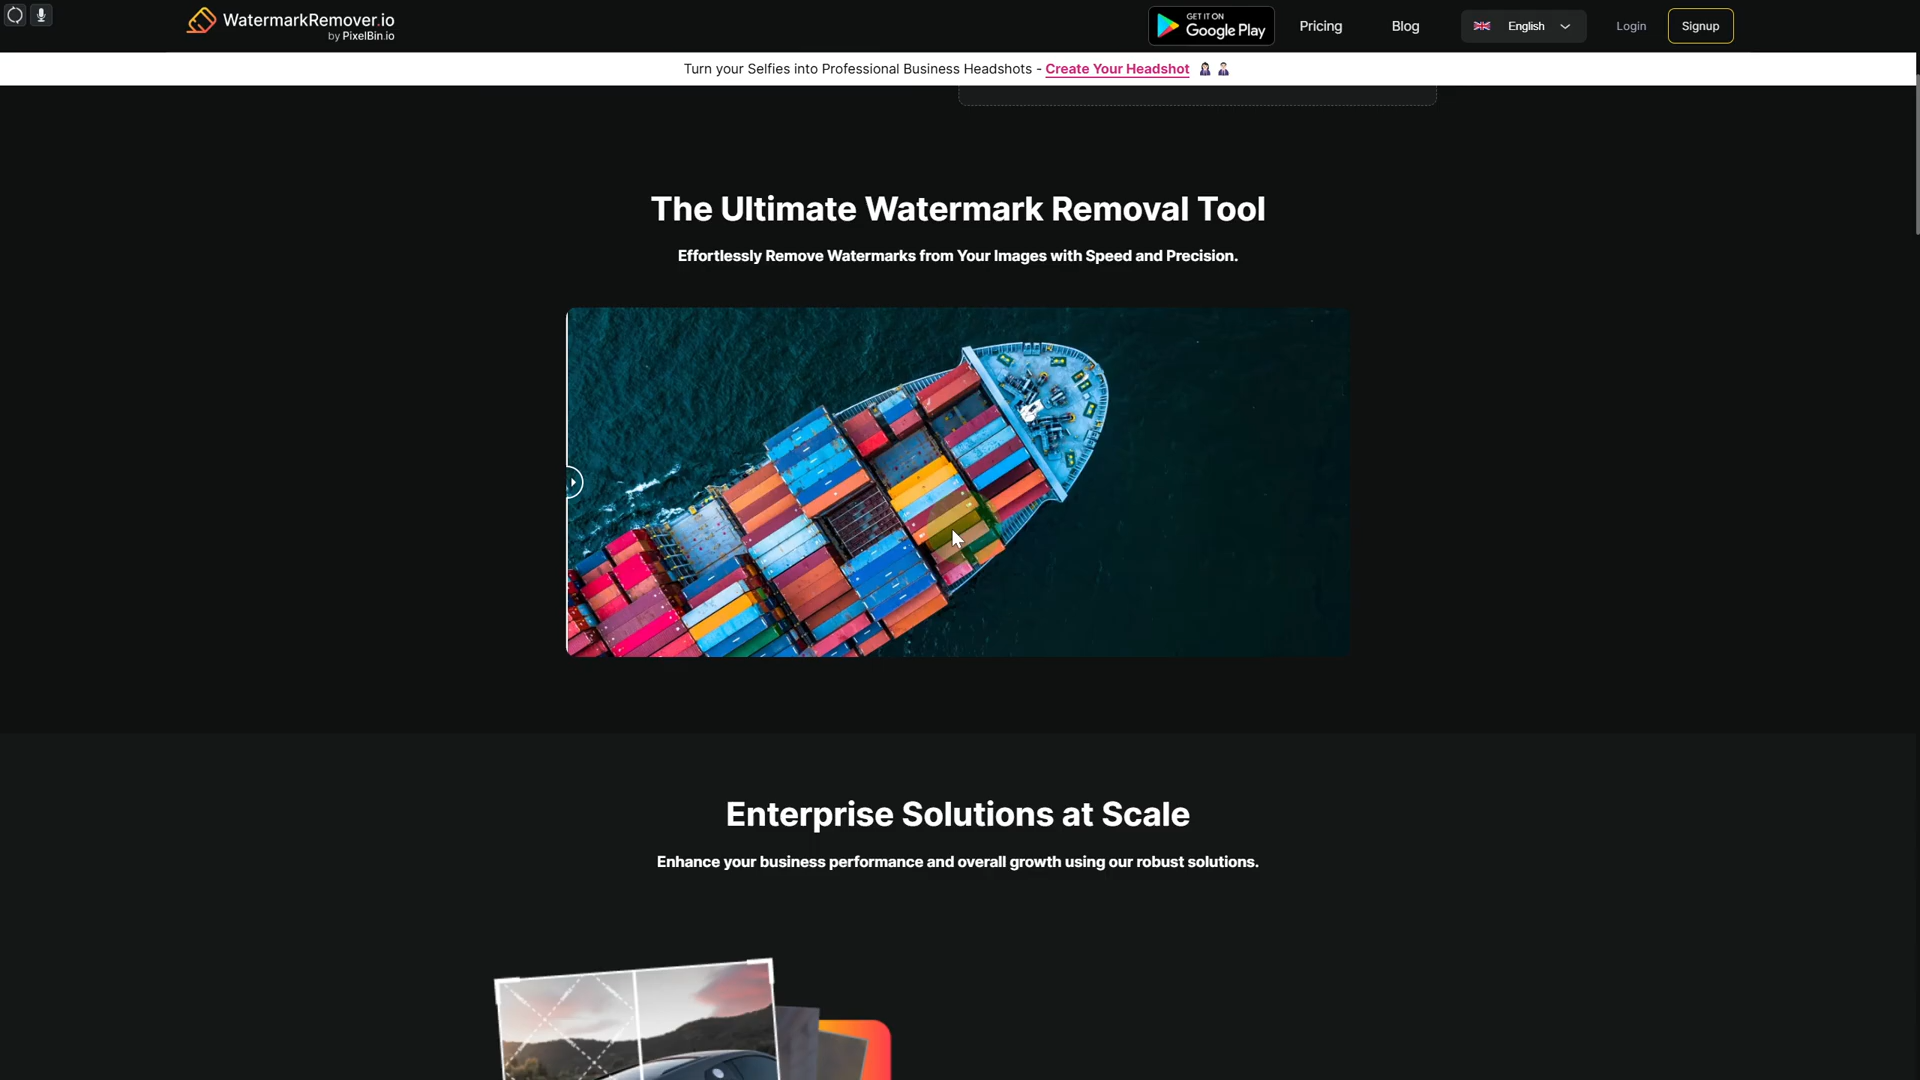 WatermarkRemover.io
by PixelBin.io
GET IT ON
Google Play
Pricing
Blog
English
Login
Signup
Turn your Selfies into Professional Business Headshots - Create Your Headshot
The Ultimate Watermark Removal Tool
Effortlessly Remove Watermarks from Your Images with Speed and Precision.
Enterprise Solutions at Scale
Enhance your business performance and overall growth using our robust solutions.